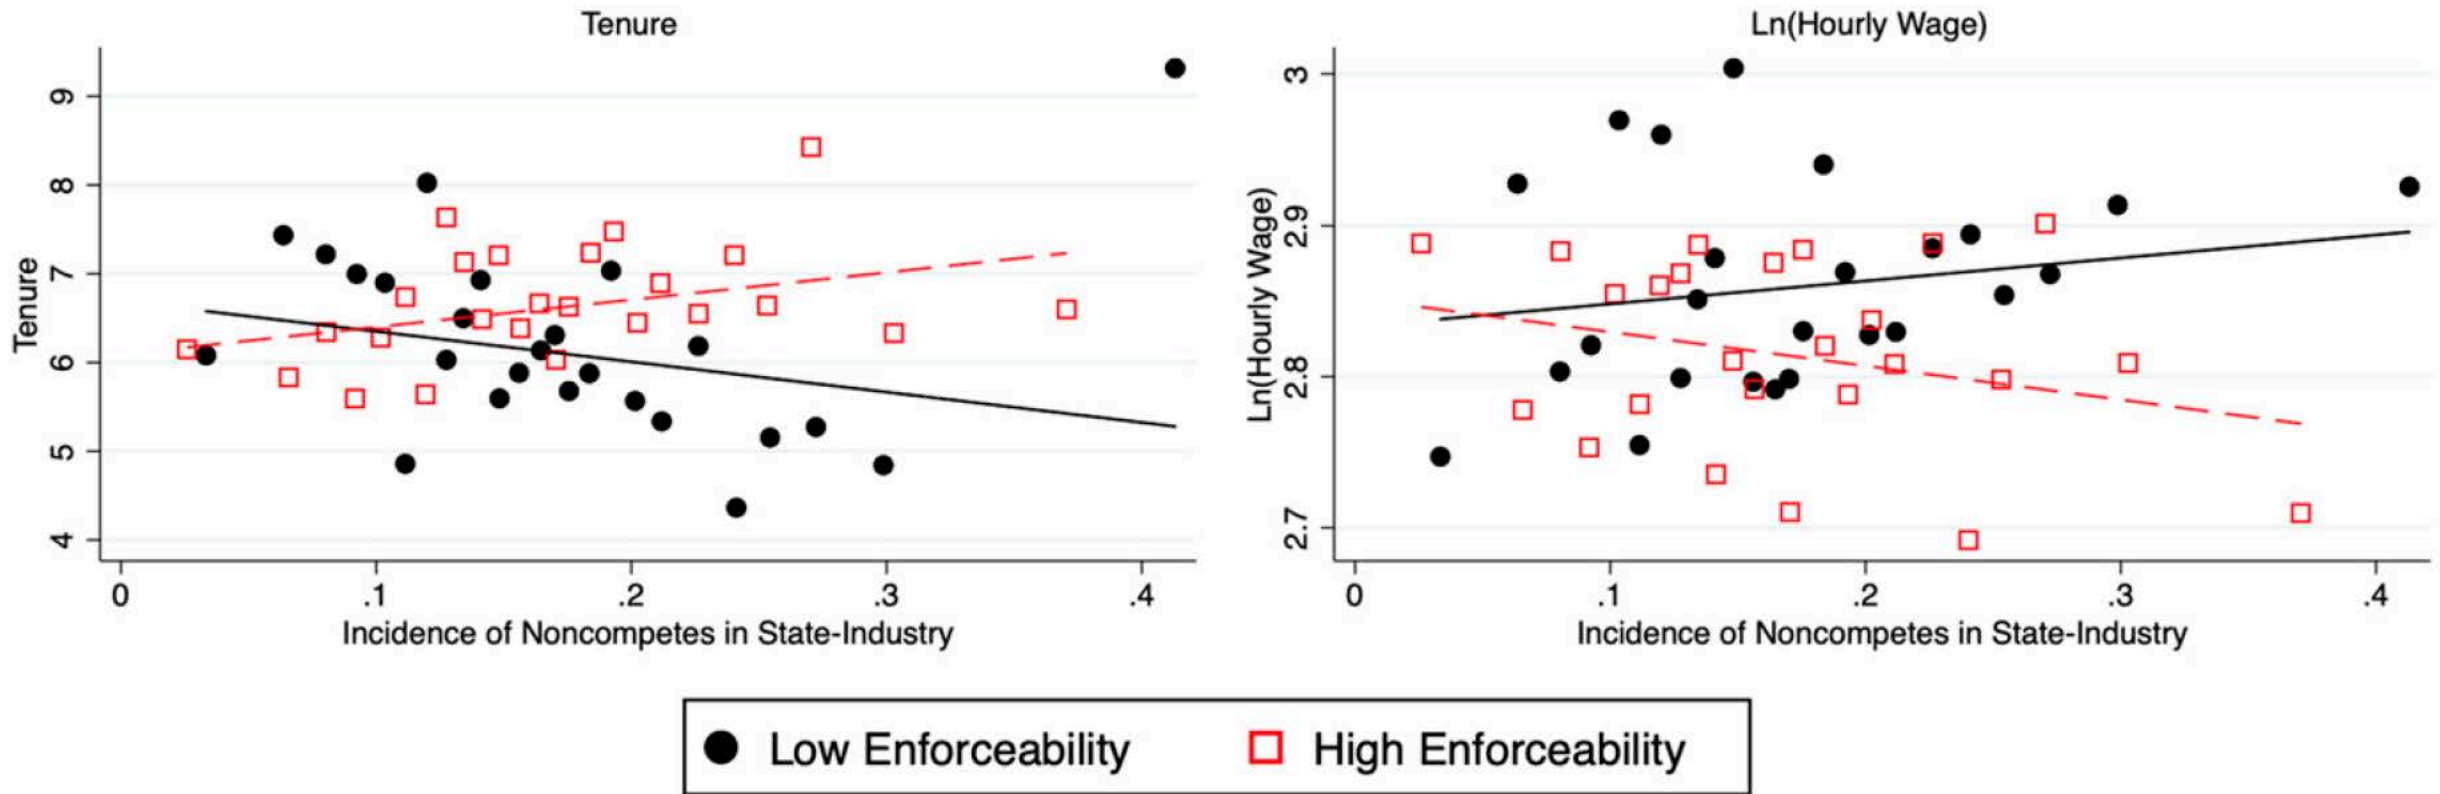 Tenure
Tenure
9
8
7
6
5
4
0 .1 .2 .3 .4
Incidence of Noncompetes in State-Industry
Ln(Hourly Wage)
Ln(Hourly Wage)
3
2.9
2.8
2.7
0 .1 .2 .3 .4
Incidence of Noncompetes in State-Industry
Low Enforceability High Enforceability